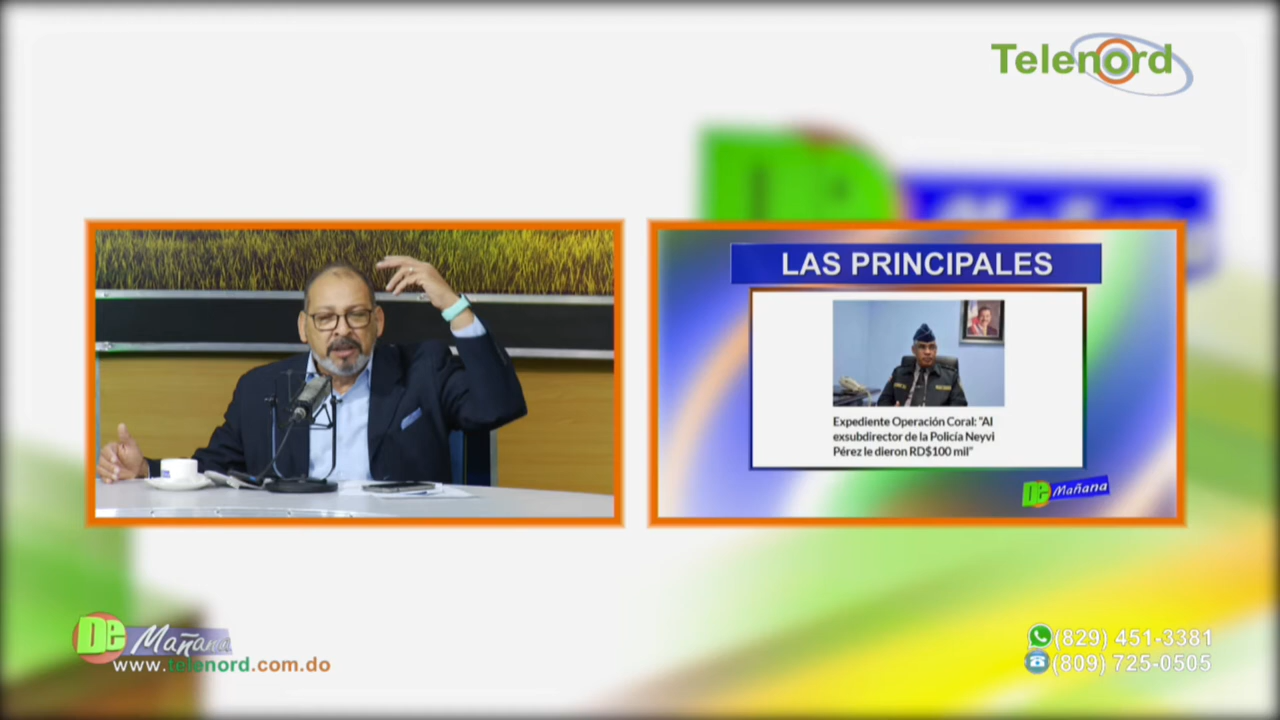 Telenord
De
LAS PRINCIPALES
Expediente Operación Coral: “Al
exsubdirector de la Policía Neyvi
Pérez le dieron RD$100 mil”
De Mañana
De Mañana
www.telenord.com.do
(829) 451-3381
(809) 725-0505